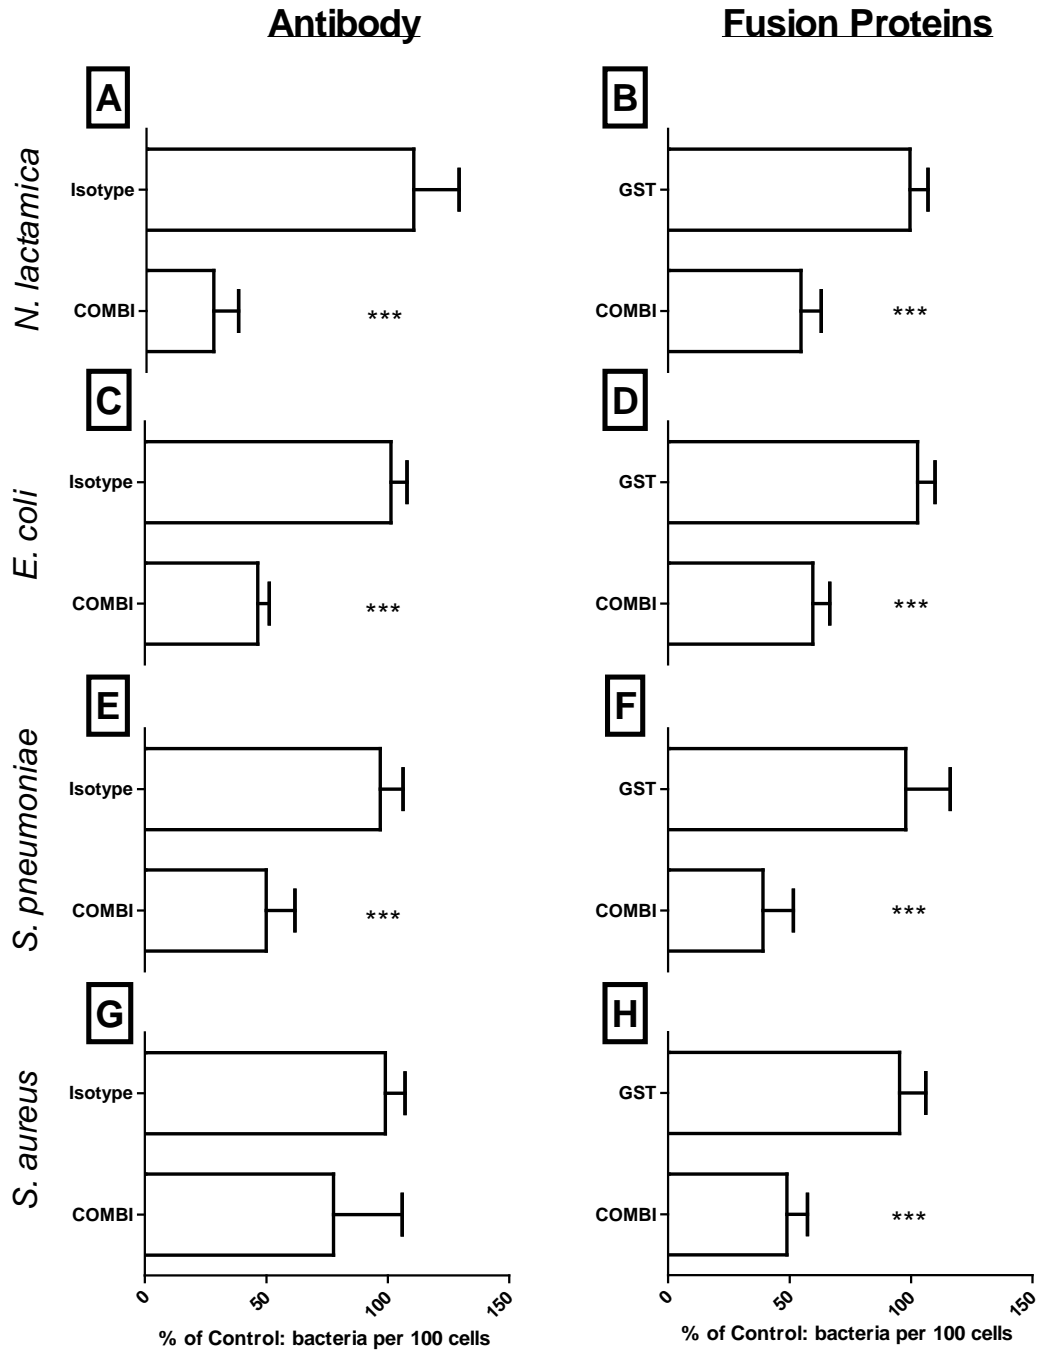 Antibody
Fusion Proteins
N. lactamica
A
Isotype
COMBI
***
B
GST
COMBI
***
E. coli
C
Isotype
COMBI
***
D
GST
COMBI
***
S. pneumoniae
E
Isotype
COMBI
***
F
GST
COMBI
***
S. aureus
G
Isotype
COMBI
0 50 100 150
% of Control: bacteria per 100 cells
H
GST
COMBI
***
0 50 100 150
% of Control: bacteria per 100 cells